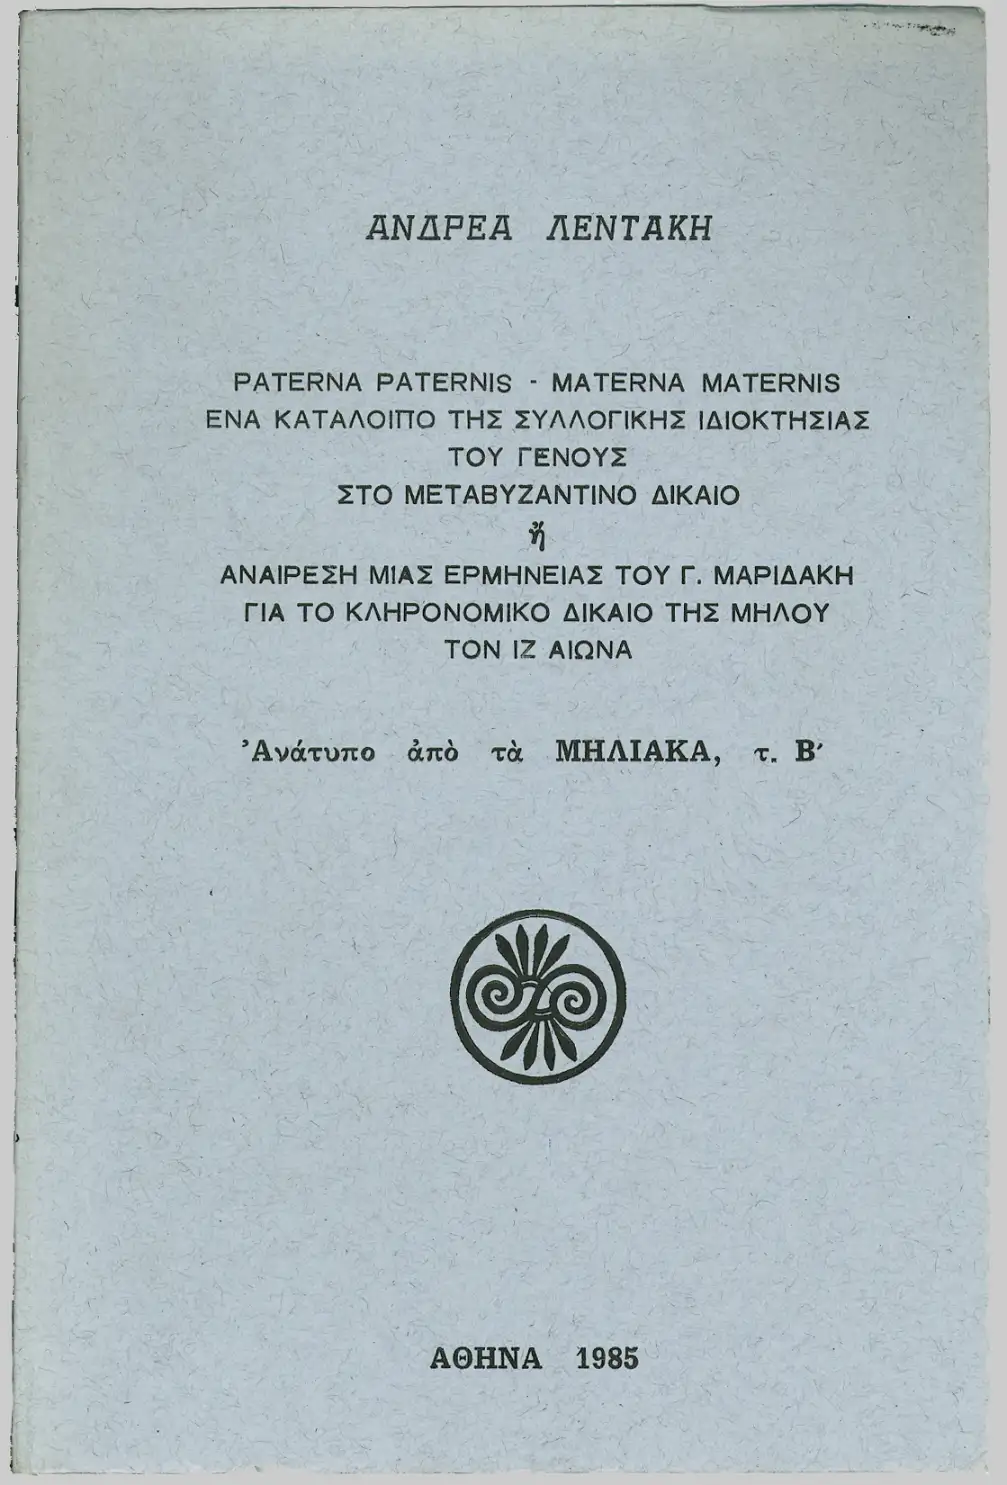 ΑΝΔΡΕΑ ΛΕΝΤΑΚΗ
PATERNA PATERNIS - MATERNA MATERNIS
ΕΝΑ ΚΑΤΑΛΟΙΠΟ ΤΗΣ ΣΥΛΛΟΓΙΚΗΣ ΙΔΙΟΚΤΗΣΙΑΣ
ΤΟΥ ΓΕΝΟΥΣ
ΣΤΟ ΜΕΤΑΒΥΖΑΝΤΙΝΟ ΔΙΚΑΙΟ
ἤ
ΑΝΑΙΡΕΣΗ ΜΙΑΣ ΕΡΜΗΝΕΙΑΣ ΤΟΥ Γ. ΜΑΡΙΔΑΚΗ
ΓΙΑ ΤΟ ΚΛΗΡΟΝΟΜΙΚΟ ΔΙΚΑΙΟ ΤΗΣ ΜΗΛΟΥ
ΤΟΝ ΙΖ ΑΙΩΝΑ
Ἀνάτυπο ἀπὸ τὰ ΜΗΛΙΑΚΑ, τ. Β΄
ΑΘΗΝΑ 1985